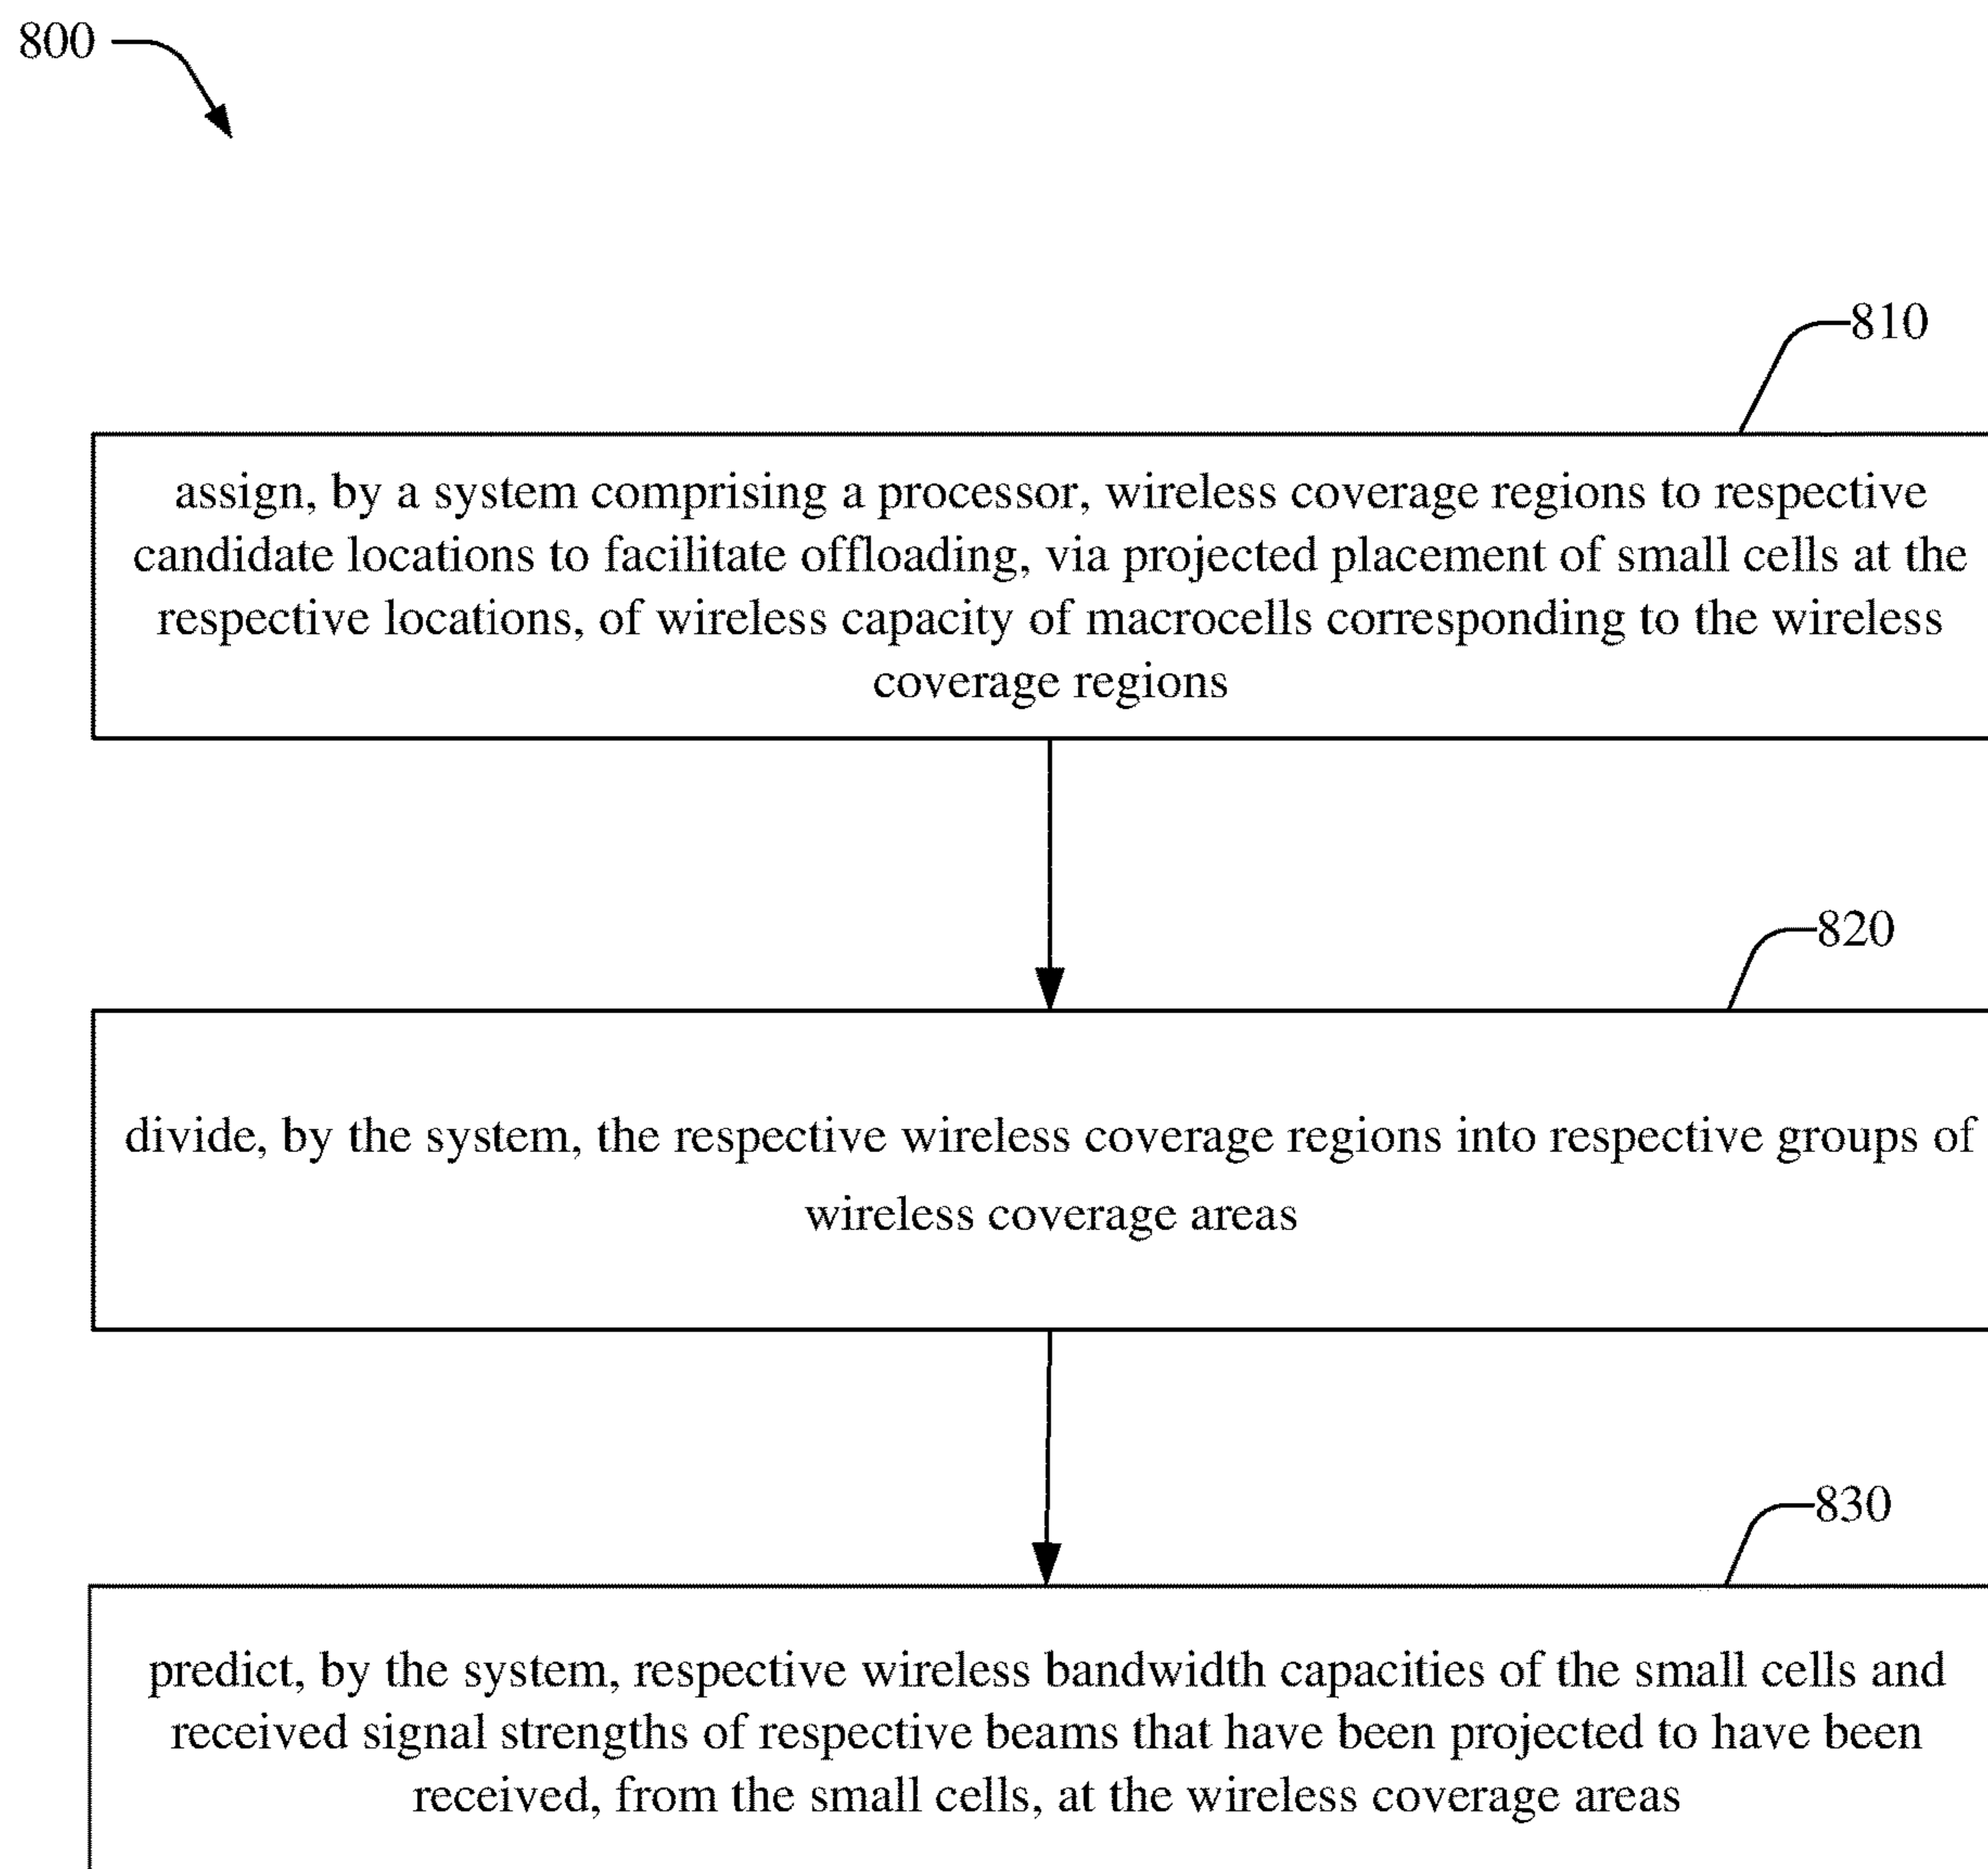 800
810
assign, by a system comprising a processor, wireless coverage regions to respective
candidate locations to facilitate offloading, via projected placement of small cells at the
respective locations, of wireless capacity of macrocells corresponding to the wireless
coverage regions
820
divide, by the system, the respective wireless coverage regions into respective groups of
wireless coverage areas
830
predict, by the system, respective wireless bandwidth capacities of the small cells and
received signal strengths of respective beams that have been projected to have been
received, from the small cells, at the wireless coverage areas